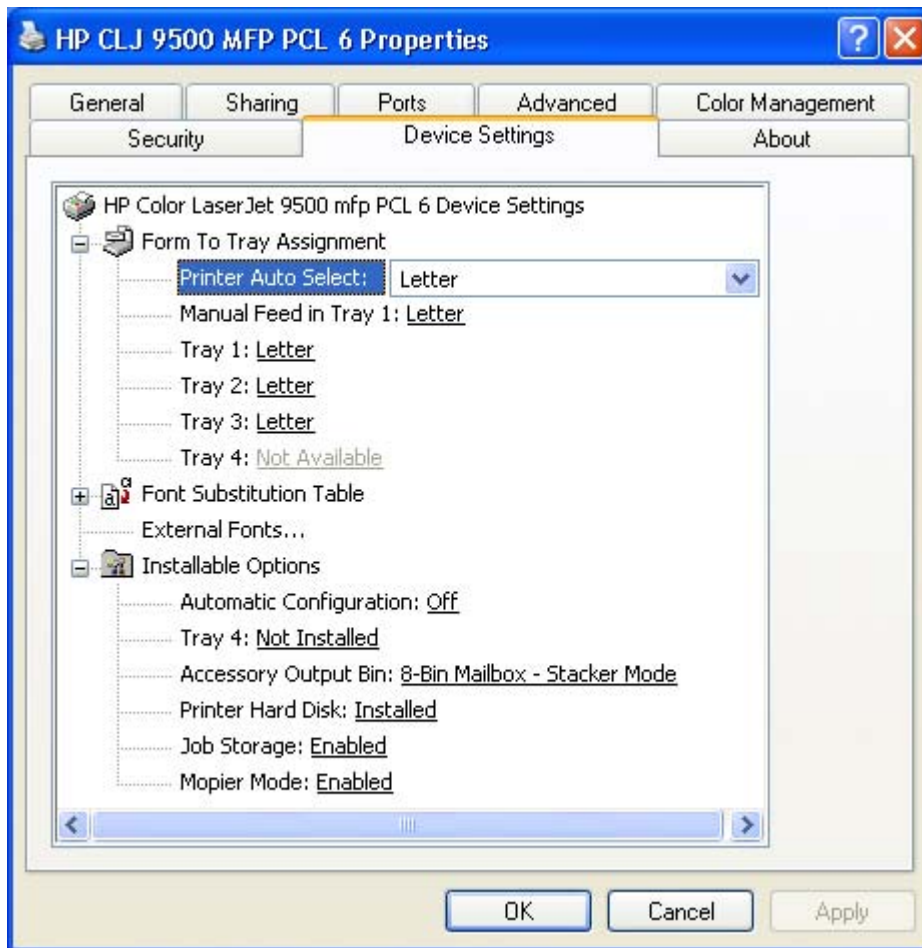 HP CLJ 9500 MFP PCL 6 Properties
General Sharing Ports Advanced Color Management
Security Device Settings About
HP Color LaserJet 9500 mfp PCL 6 Device Settings
Form To Tray Assignment
Printer Auto Select: Letter
Manual Feed in Tray 1: Letter
Tray 1: Letter
Tray 2: Letter
Tray 3: Letter
Tray 4: Not Available
Font Substitution Table
External Fonts...
Installable Options
Automatic Configuration: Off
Tray 4: Not Installed
Accessory Output Bin: 8-Bin Mailbox - Stacker Mode
Printer Hard Disk: Installed
Job Storage: Enabled
Mopier Mode: Enabled
OK Cancel Apply